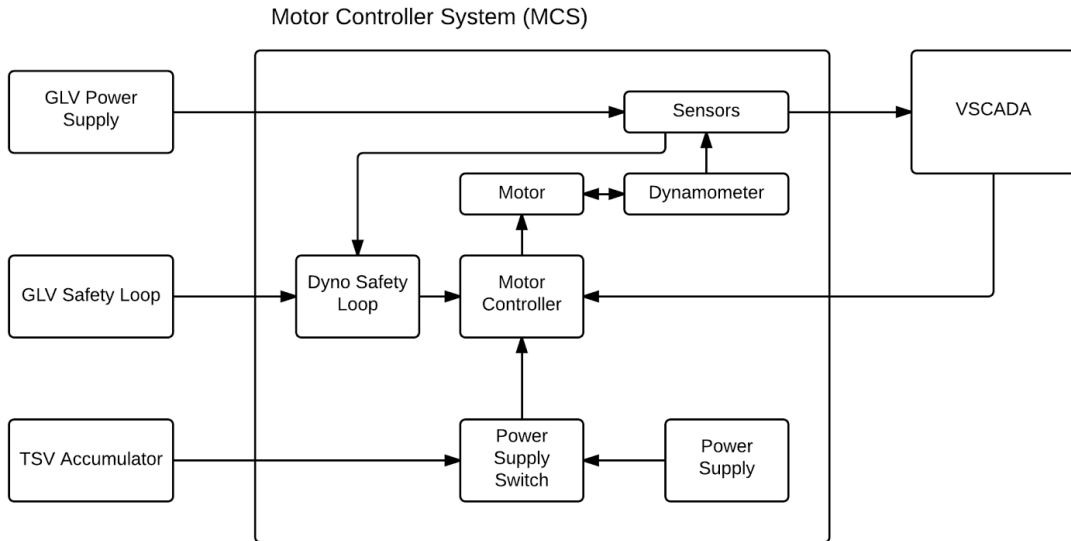 Motor Controller System (MCS)
GLV Power
Supply
Sensors
VSCADA
Motor
Dynamometer
GLV Safety Loop
Dyno Safety
Loop
Motor
Controller
TSV Accumulator
Power
Supply
Switch
Power
Supply